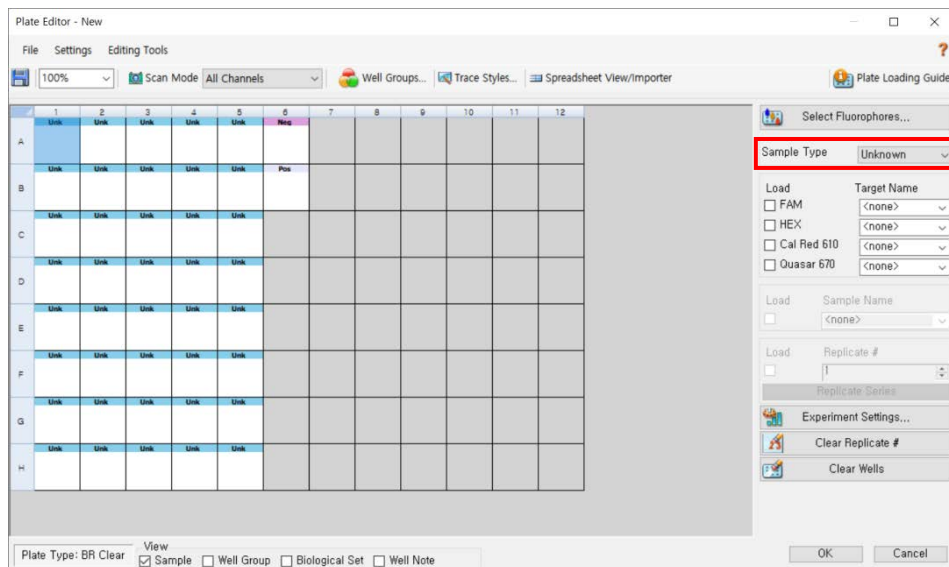 Plate Editor - New
File Settings Editing Tools
100% Scan Mode All Channels Well Groups... Trace Styles... Spreadsheet View/Importer Plate Loading Guide
1 2 3 4 5 6 7 8 9 10 11 12
Unk Unk Unk Unk Unk Neg
A
Unk Unk Unk Unk Unk Pos
B
Unk Unk Unk Unk Unk
C
Unk Unk Unk Unk Unk
D
Unk Unk Unk Unk Unk
E
Unk Unk Unk Unk Unk
F
Unk Unk Unk Unk Unk
G
Unk Unk Unk Unk Unk
H
Select Fluorophores...
Sample Type Unknown
Load Target Name
FAM <none>
HEX <none>
Cal Red 610 <none>
Quasar 670 <none>
Load Sample Name
<none>
Load Replicate #
1
Replicate Series
Experiment Settings...
Clear Replicate #
Clear Wells
Plate Type: BR Clear
View
Sample Well Group Biological Set Well Note
OK Cancel